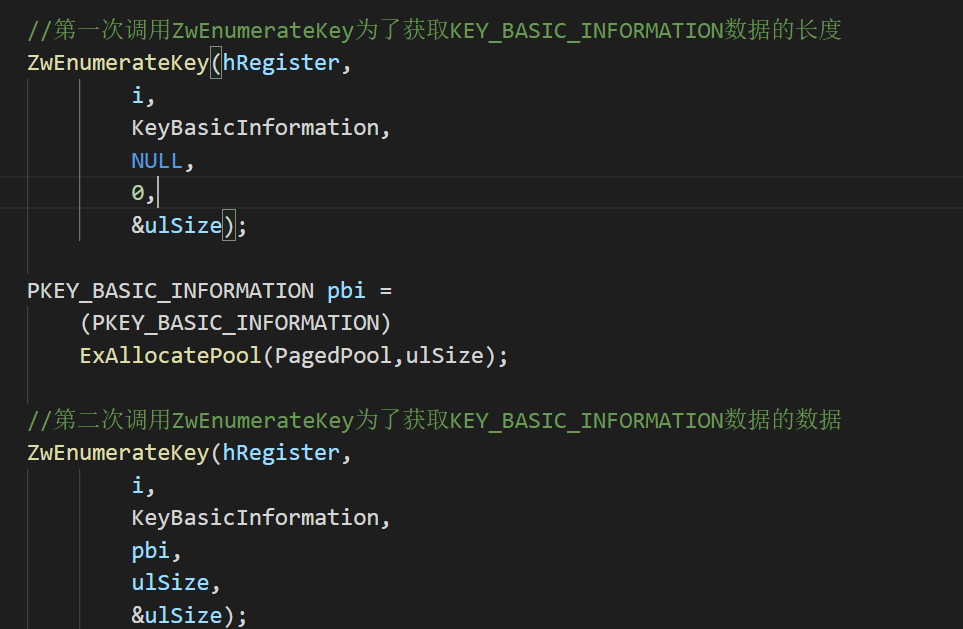 //第一次调用ZwEnumerateKey为了获取KEY_BASIC_INFORMATION数据的长度
ZwEnumerateKey(hRegister,
i,
KeyBasicInformation,
NULL,
0,
&ulSize);
PKEY_BASIC_INFORMATION pbi =
(PKEY_BASIC_INFORMATION)
ExAllocatePool(PagedPool,ulSize);
//第二次调用ZwEnumerateKey为了获取KEY_BASIC_INFORMATION数据的数据
ZwEnumerateKey(hRegister,
i,
KeyBasicInformation,
pbi,
ulSize,
&ulSize);